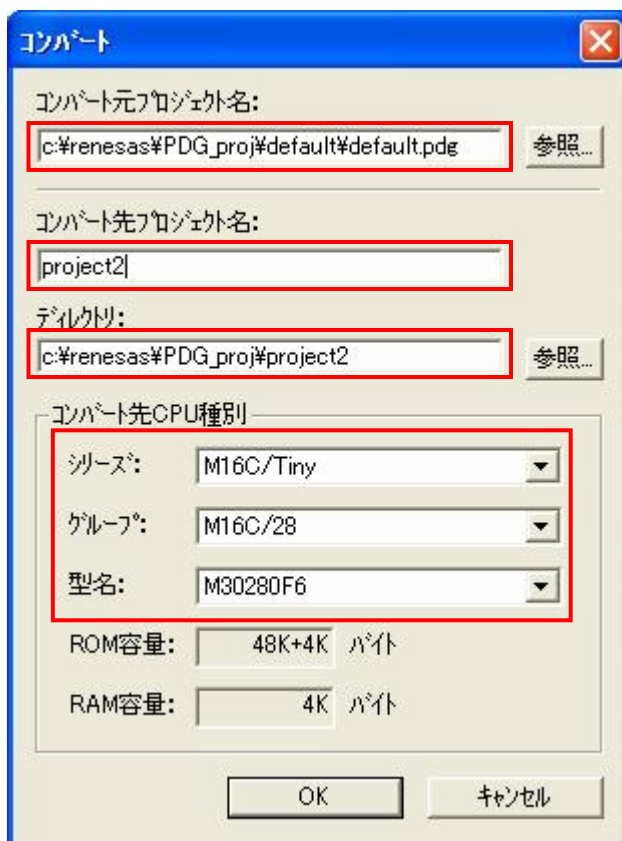 コンバート
コンバート元プロジェクト名:
c:¥renesas¥PDG_proj¥default¥default.pdg 参照...
コンバート先プロジェクト名:
project2
ディレクトリ:
c:¥renesas¥PDG_proj¥project2 参照...
コンバート先CPU種別
シリーズ: M16C/Tiny
グループ: M16C/28
型名: M30280F6
ROM容量: 48K+4K バイト
RAM容量: 4K バイト
OK キャンセル